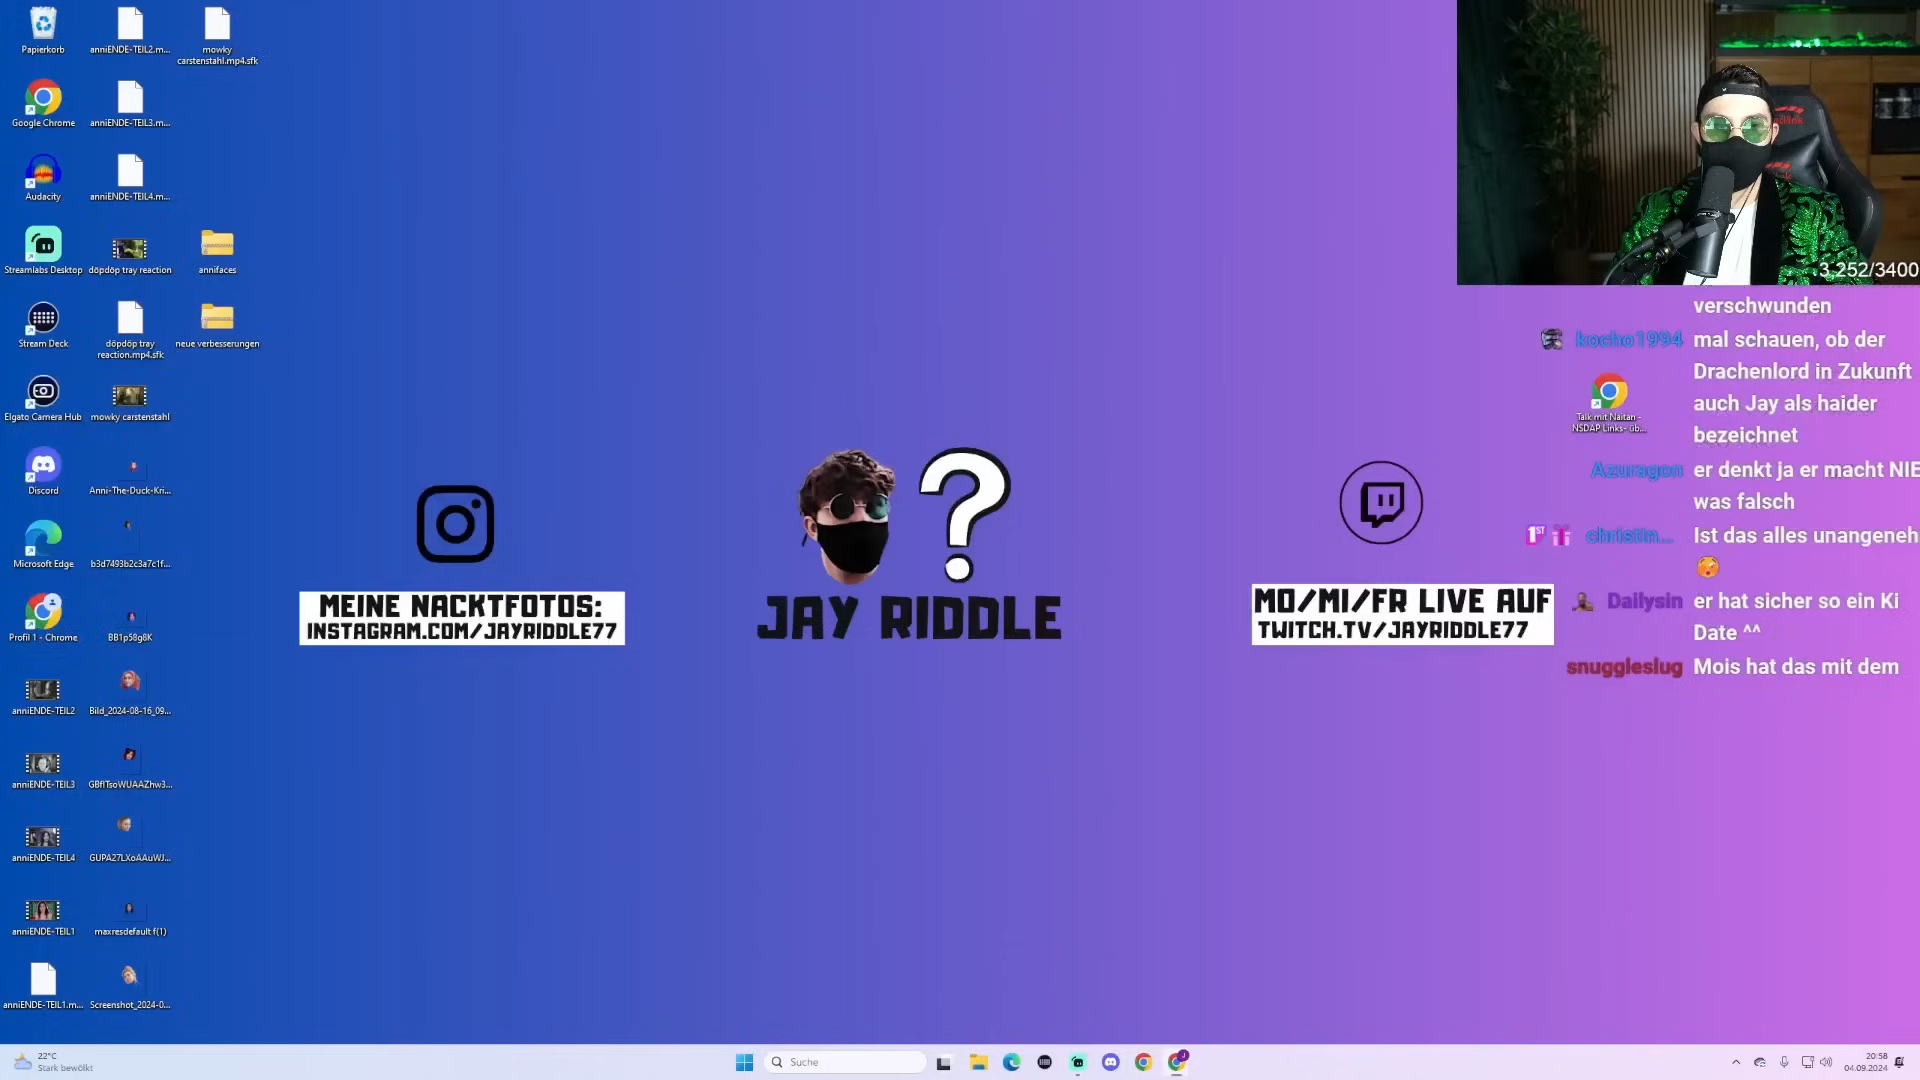 Papierkorb
anniENDE-TEIL2.m...
mowky
carstenstahl.mp4.sfk
Google Chrome
anniENDE-TEIL3.m...
Audacity
anniENDE-TEIL4.m...
Streamlabs Desktop
döpdöp tray reaction
annifaces
Stream Deck
döpdöp tray
reaction.mp4.sfk
neue verbesserungen
Elgato Camera Hub
mowky carstenstahl
Discord
Anni-The-Duck-Kri...
Microsoft Edge
b3d7493b2c3a7c1f...
Profil 1 - Chrome
BB1p58g8K
anniENDE-TEIL2
Bild_2024-08-16_09...
anniENDE-TEIL3
GBfITsoWUAAZhw3...
anniENDE-TEIL4
GUPA27LXoAAuWJ...
anniENDE-TEIL1
maxresdefault f(1)
anniENDE-TEIL1.m...
Screenshot_2024-0...
MEINE NACKTFOTOS:
INSTAGRAM.COM/JAYRIDDLE77
?
JAY RIDDLE
MO/MI/FR LIVE AUF
TWITCH.TV/JAYRIDDLE77
3.252/3400
verschwunden
kocho1994 mal schauen, ob der
Drachenlord in Zukunft
auch Jay als haider
bezeichnet
Talk mit Naitan -
NSDAP Links- üb...
Azuragon er denkt ja er macht NIE
was falsch
1ST christin... Ist das alles unangeneh
Dailysin er hat sicher so ein Ki
Date ^^
snuggleslug Mois hat das mit dem
22°C
Stark bewölkt
Suche
20:58
04.09.2024